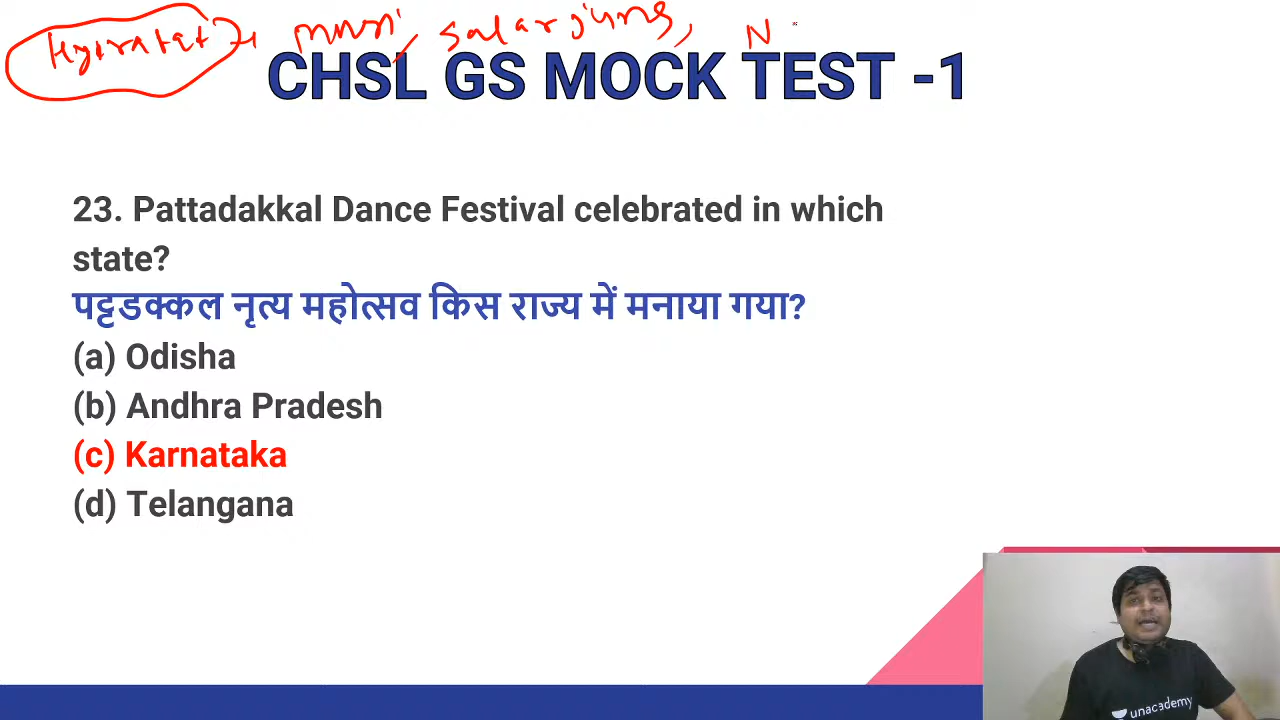 salarjung, N
CHSL GS MOCK TEST -1
23. Pattadakkal Dance Festival celebrated in which
state?
पट्टडक्कल नृत्य महोत्सव किस राज्य में मनाया गया?
(a) Odisha
(b) Andhra Pradesh
(c) Karnataka
(d) Telangana
unacademy